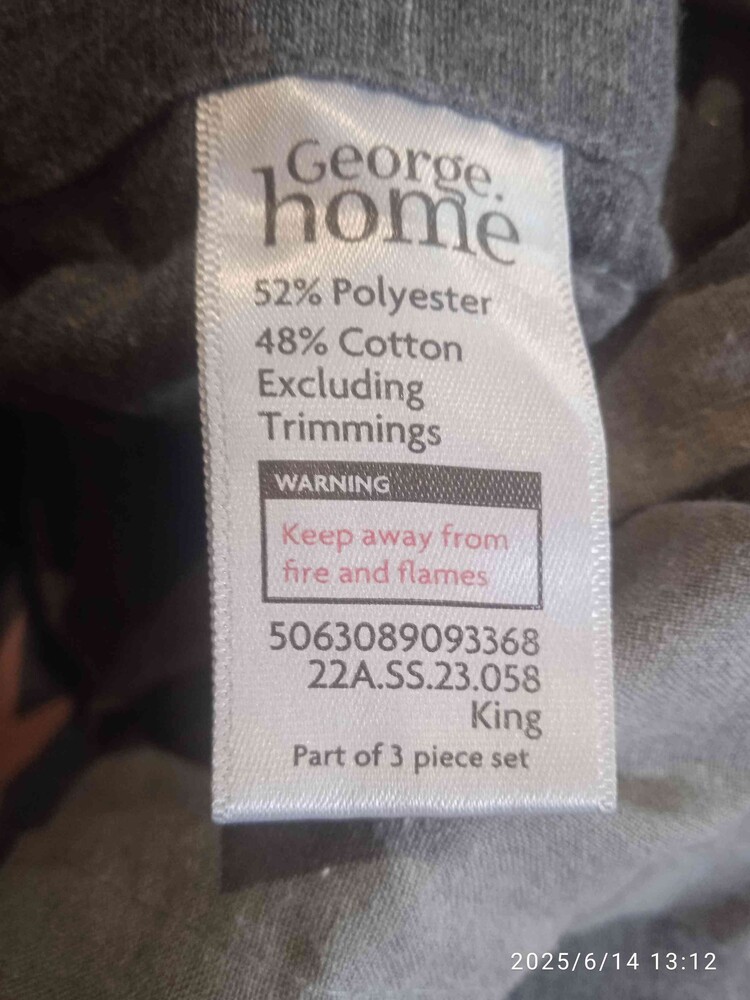 George.
home
52% Polyester
48% Cotton
Excluding
Trimmings
WARNING
Keep away from
fire and flames
5063089093368
22A.SS.23.058
King
Part of 3 piece set
2025/6/14 13:12